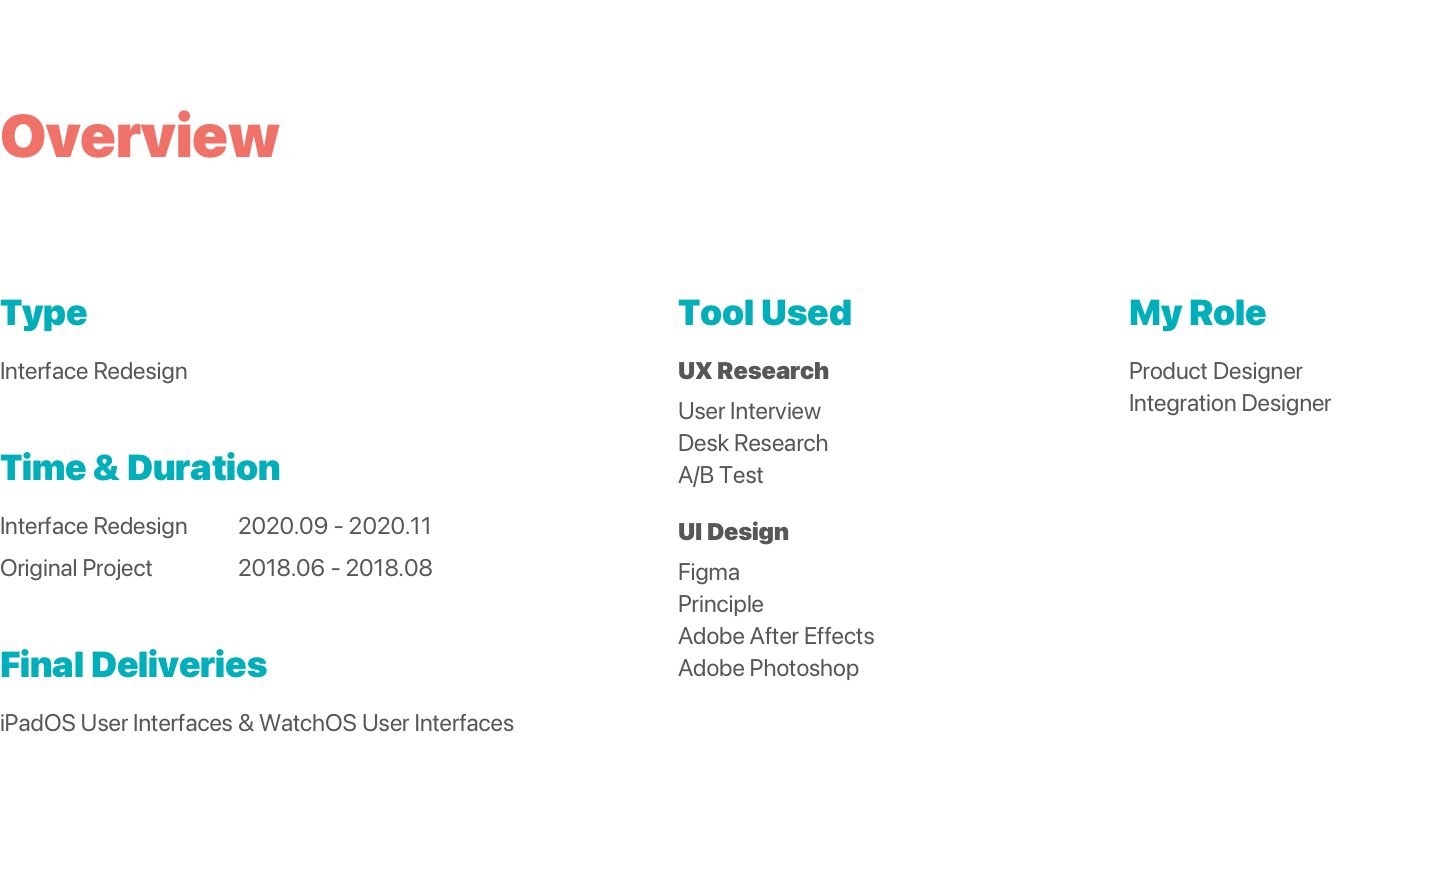 Overview
Type
Interface Redesign
Time & Duration
Interface Redesign 2020.09 - 2020.11
Original Project 2018.06 - 2018.08
Final Deliveries
iPadOS User Interfaces & WatchOS User Interfaces
Tool Used
UX Research
User Interview
Desk Research
A/B Test
UI Design
Figma
Principle
Adobe After Effects
Adobe Photoshop
My Role
Product Designer
Integration Designer